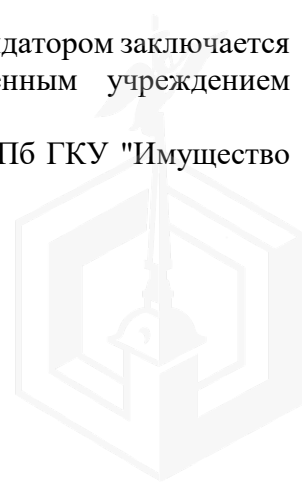 датором заключается
енным учреждением
Пб ГКУ "Имущество